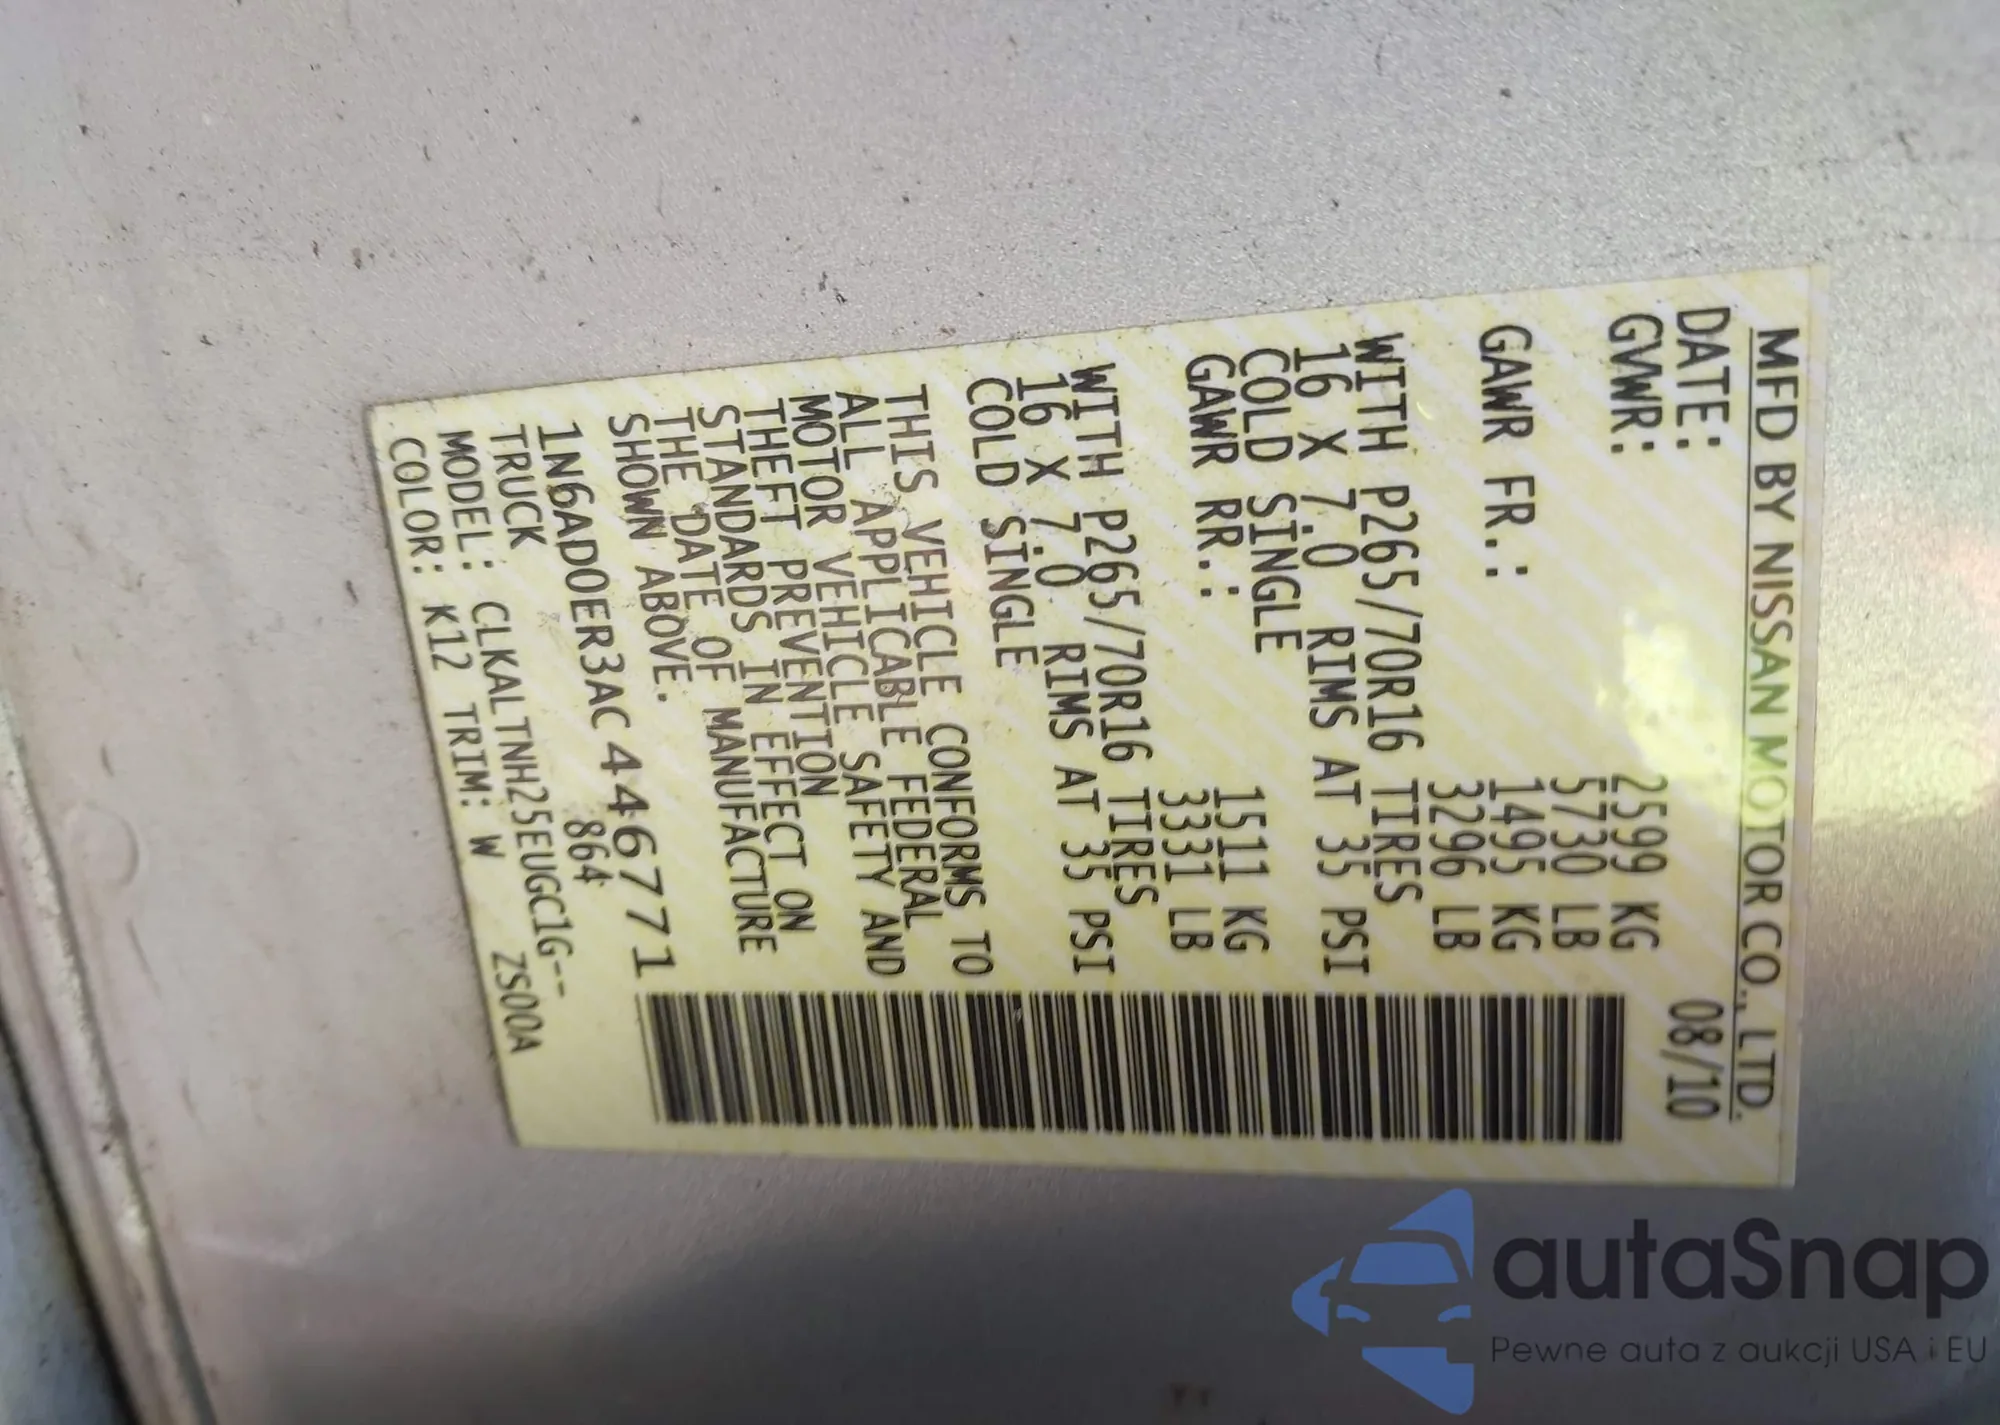 MFD BY NISSAN MOTOR CO., LTD.
DATE: 08/10
GVWR: 2599 KG
5730 LB
GAWR FR.: 1495 KG
3296 LB
WITH P265/70R16 TIRES
16 X 7.0 RIMS AT 35 PSI
COLD SINGLE
GAWR RR.: 1511 KG
3331 LB
WITH P265/70R16 TIRES
16 X 7.0 RIMS AT 35 PSI
COLD SINGLE
THIS VEHICLE CONFORMS TO
ALL APPLICABLE FEDERAL
MOTOR VEHICLE SAFETY AND
THEFT PREVENTION
STANDARDS IN EFFECT ON
THE DATE OF MANUFACTURE
SHOWN ABOVE.
1N6AD0ER3AC446771
TRUCK 864
MODEL: CLKALTNH25EUGC1G--
COLOR: K12 TRIM: W ZS00A
autaSnap
Pewne auta z aukcji USA i EU